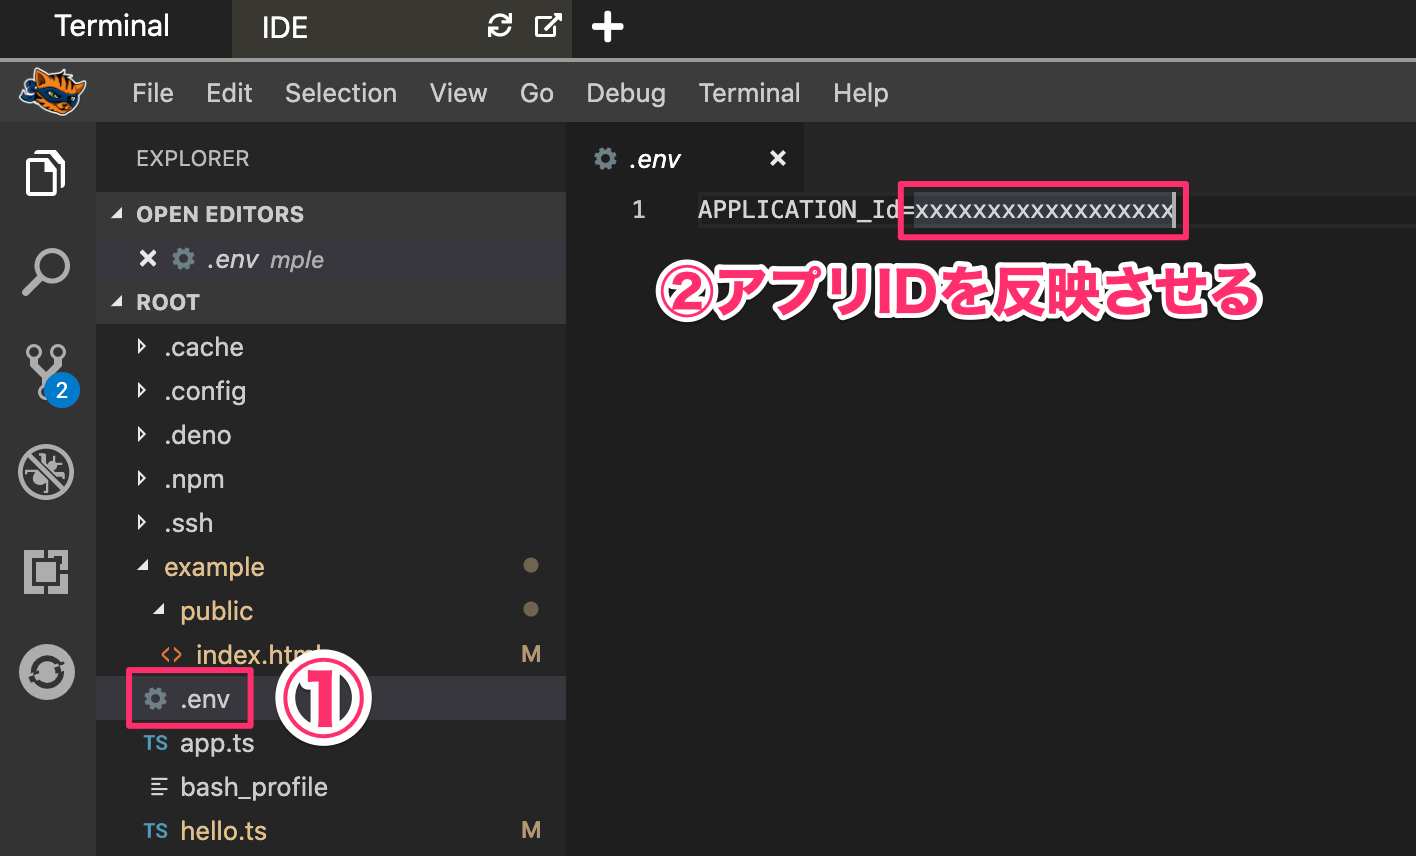 Terminal
IDE
File Edit Selection View Go Debug Terminal Help
EXPLORER
OPEN EDITORS
.env mple
ROOT
.cache
.config
.deno
.npm
.ssh
example
public
<> index.html M
.env
①
TS app.ts
bash_profile
TS hello.ts M
2
.env
1 APPLICATION_Id=xxxxxxxxxxxxxxxxxx
②アプリIDを反映させる